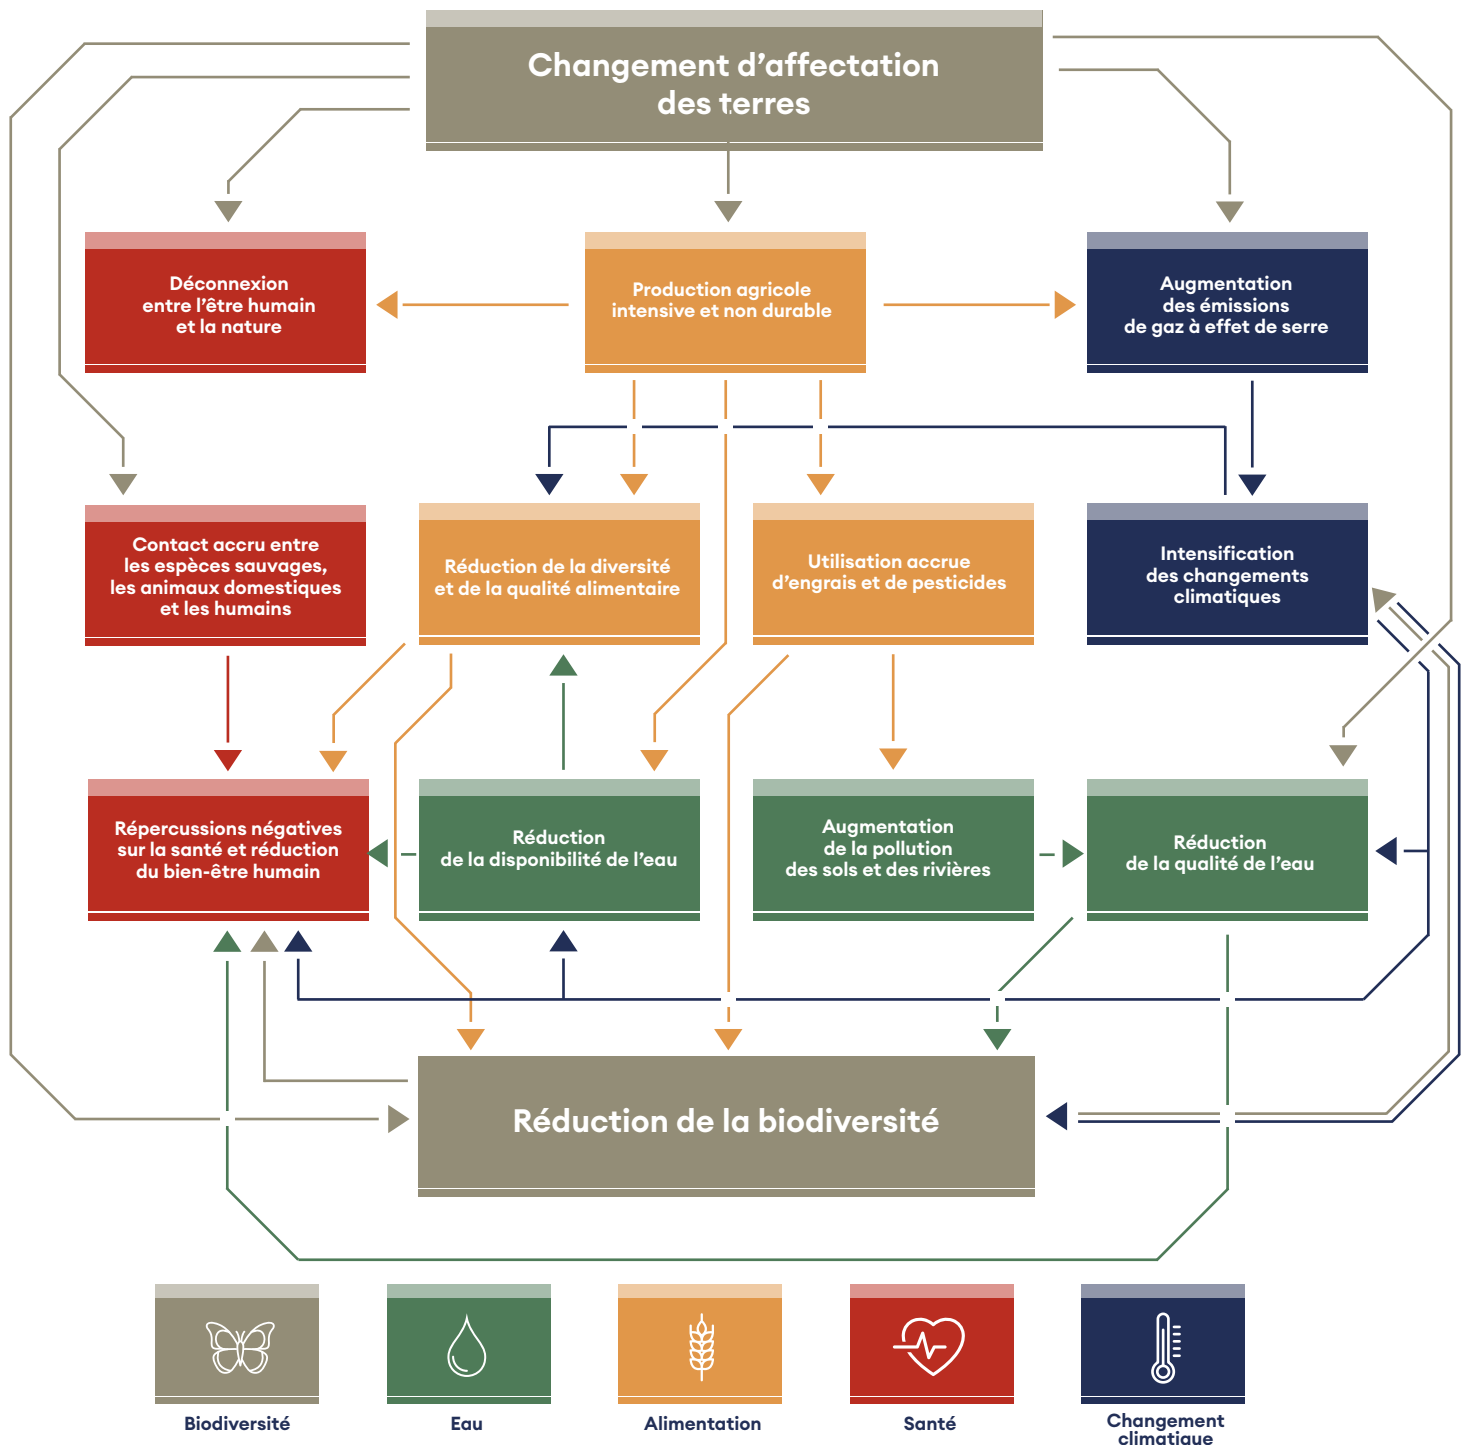 Changement d’affectation
des terres
Déconnexion
entre l’être humain
et la nature
Production agricole
intensive et non durable
Augmentation
des émissions
de gaz à effet de serre
Contact accru entre
les espèces sauvages,
les animaux domestiques
et les humains
Réduction de la diversité
et de la qualité alimentaire
Utilisation accrue
d’engrais et de pesticides
Intensification
des changements
climatiques
Répercussions négatives
sur la santé et réduction
du bien-être humain
Réduction
de la disponibilité de l’eau
Augmentation
de la pollution
des sols et des rivières
Réduction
de la qualité de l’eau
Réduction de la biodiversité
Biodiversité
Eau
Alimentation
Santé
Changement
climatique